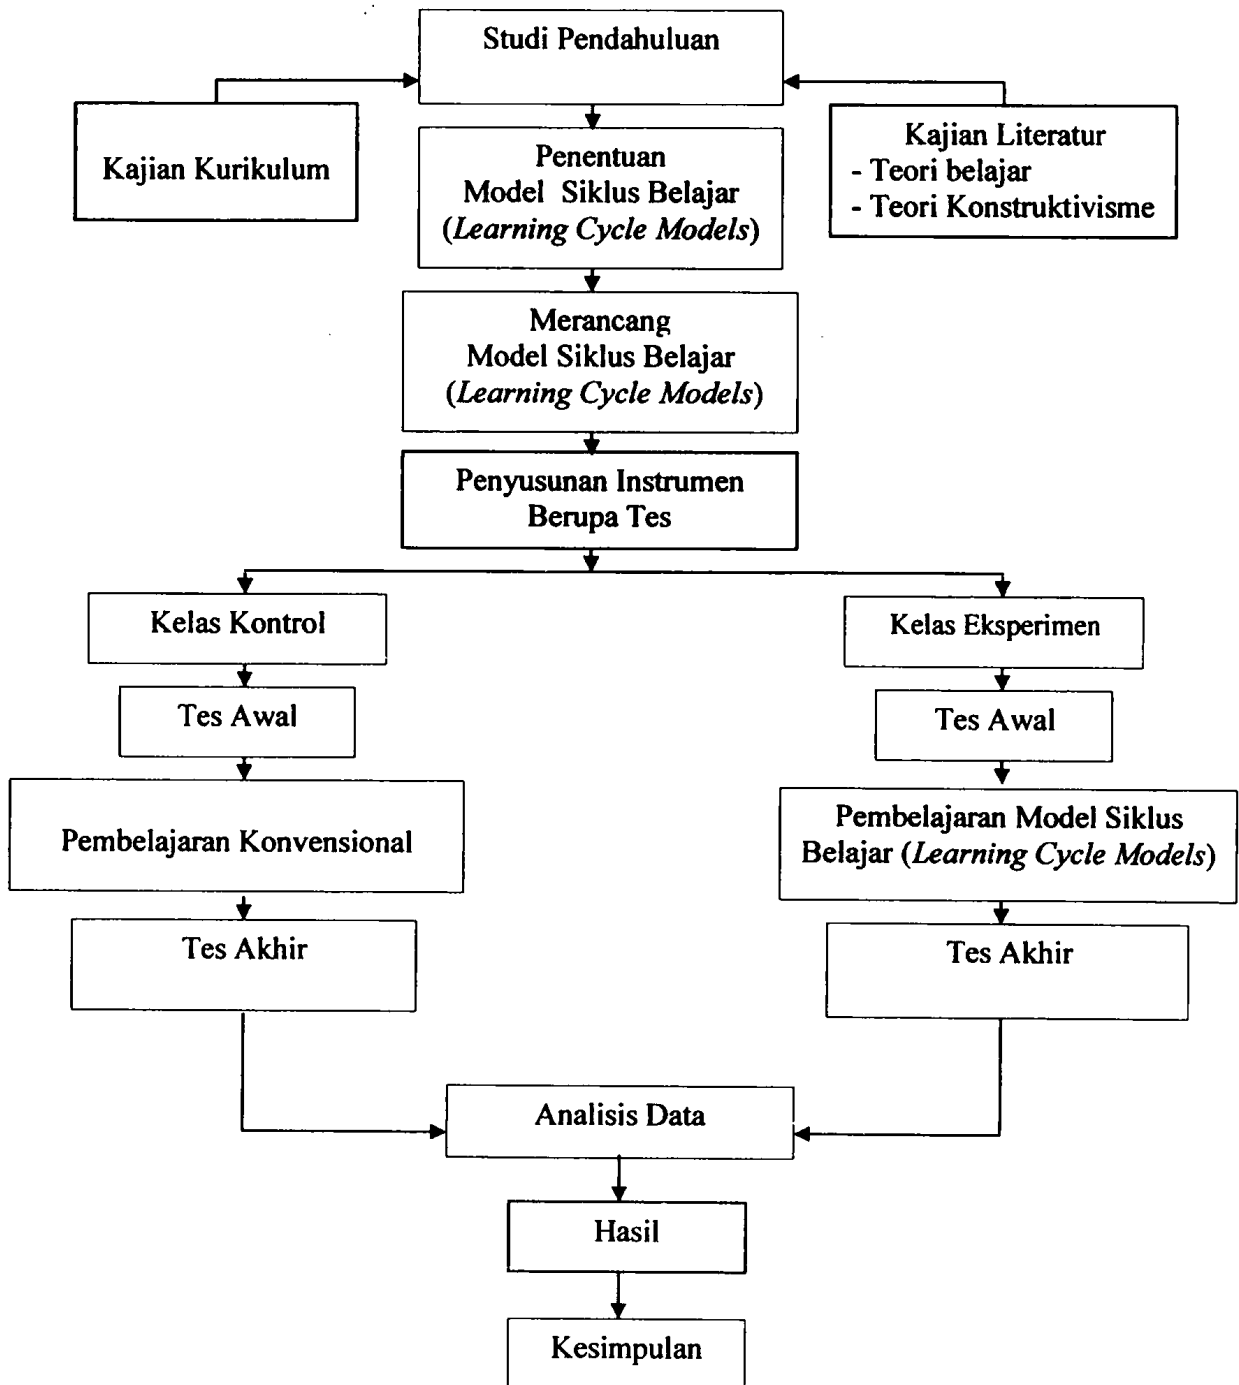 Studi Pendahuluan
Kajian Kurikulum
Kajian Literatur
- Teori belajar
- Teori Konstruktivisme
Penentuan
Model Siklus Belajar
(Learning Cycle Models)
Merancang
Model Siklus Belajar
(Learning Cycle Models)
Penyusunan Instrumen
Berupa Tes
Kelas Kontrol
Kelas Eksperimen
Tes Awal
Tes Awal
Pembelajaran Konvensional
Pembelajaran Model Siklus
Belajar (Learning Cycle Models)
Tes Akhir
Tes Akhir
Analisis Data
Hasil
Kesimpulan